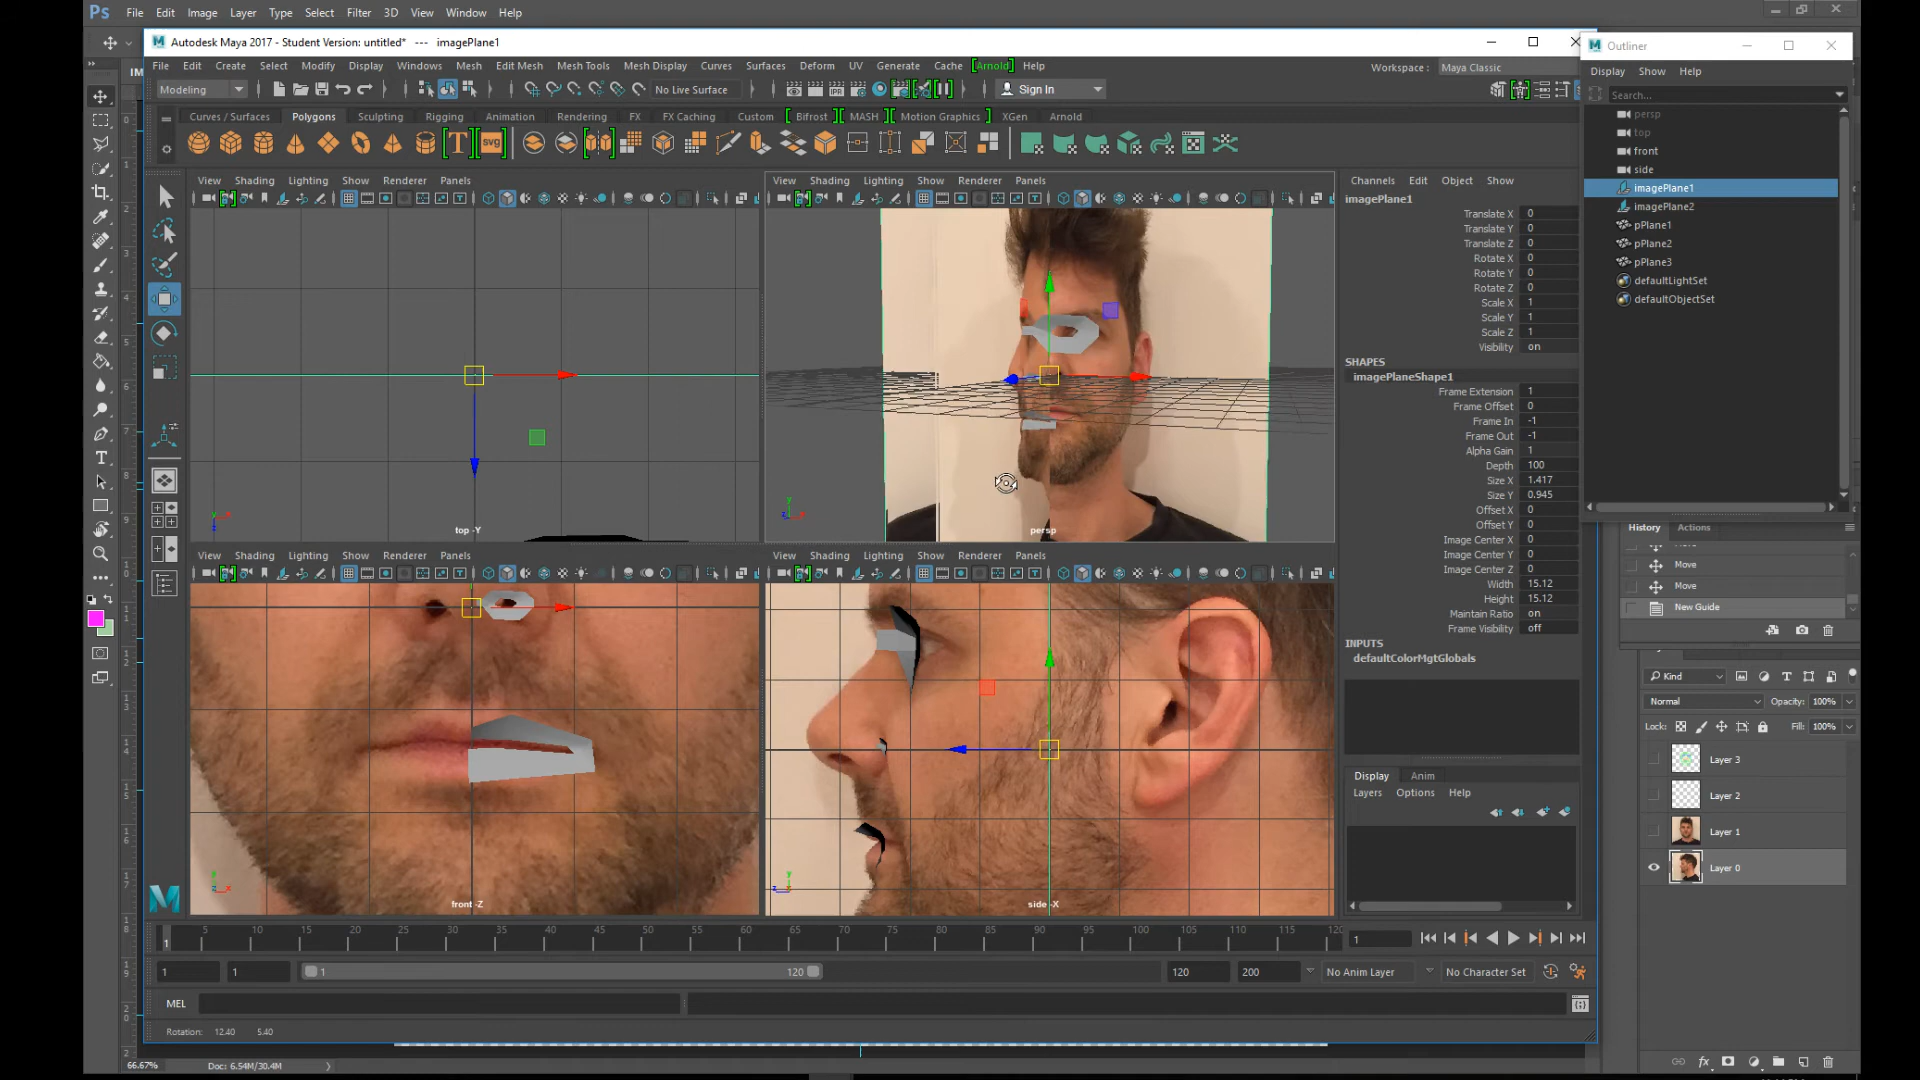 Ps File Edit Image Layer Type Select Filter 3D View Window Help
Autodesk Maya 2017 - Student Version: untitled* --- imagePlane1
Outliner
File Edit Create Select Modify Display Windows Mesh Edit Mesh Mesh Tools Mesh Display Curves Surfaces Deform UV Generate Cache Arnold Help
Workspace : Maya Classic
Display Show Help
Modeling
No Live Surface
Sign In
Search...
Curves / Surfaces Polygons Sculpting Rigging Animation Rendering FX FX Caching Custom Bifrost MASH Motion Graphics XGen Arnold
persp
top
front
side
imagePlane1
imagePlane2
pPlane1
pPlane2
pPlane3
defaultLightSet
defaultObjectSet
View Shading Lighting Show Renderer Panels
View Shading Lighting Show Renderer Panels
top -Y
persp
View Shading Lighting Show Renderer Panels
View Shading Lighting Show Renderer Panels
front -Z
side -X
Channels Edit Object Show
imagePlane1
Translate X 0
Translate Y 0
Translate Z 0
Rotate X 0
Rotate Y 0
Rotate Z 0
Scale X 1
Scale Y 1
Scale Z 1
Visibility on
SHAPES
imagePlaneShape1
Frame Extension 1
Frame Offset 0
Frame In -1
Frame Out -1
Alpha Gain 1
Depth 100
Size X 1.417
Size Y 0.945
Offset X 0
Offset Y 0
Image Center X 0
Image Center Y 0
Image Center Z 0
Width 15.12
Height 15.12
Maintain Ratio on
Frame Visibility off
INPUTS
defaultColorMgtGlobals
Display Anim
Layers Options Help
History Actions
Move
Move
New Guide
Kind
Normal Opacity: 100%
Lock: Fill: 100%
Layer 3
Layer 2
Layer 1
Layer 0
5 10 15 20 25 30 35 40 45 50 55 60 65 70 75 80 85 90 95 100 105 110 115 120
1
1
1 1 1 120 120 200 No Anim Layer No Character Set
MEL
Rotation: 12.40 5.40
66.67% Doc: 6.54M/30.4M